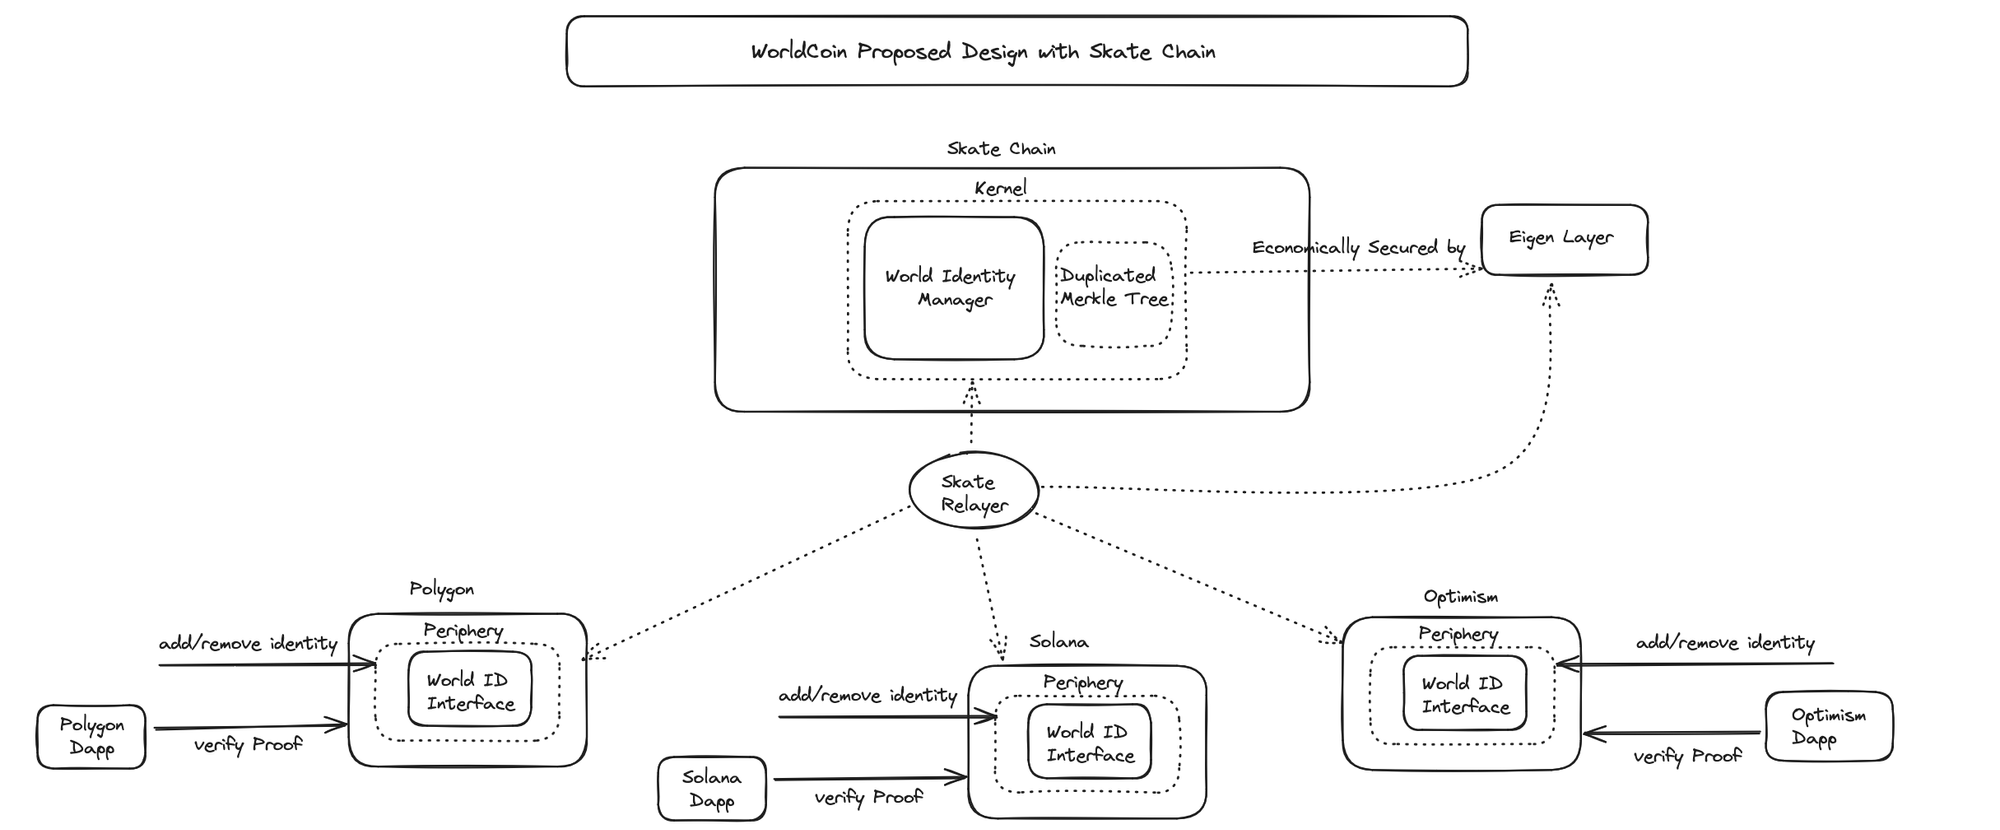 WorldCoin Proposed Design with Skate Chain
Skate Chain
Kernel
World Identity
Manager
Duplicated
Merkle Tree
Economically Secured by
Eigen Layer
Skate
Relayer
Polygon
Periphery
add/remove identity
World ID
Interface
Polygon
Dapp
verify Proof
Solana
Periphery
add/remove identity
World ID
Interface
Solana
Dapp
verify Proof
Optimism
Periphery
add/remove identity
World ID
Interface
Optimism
Dapp
verify Proof